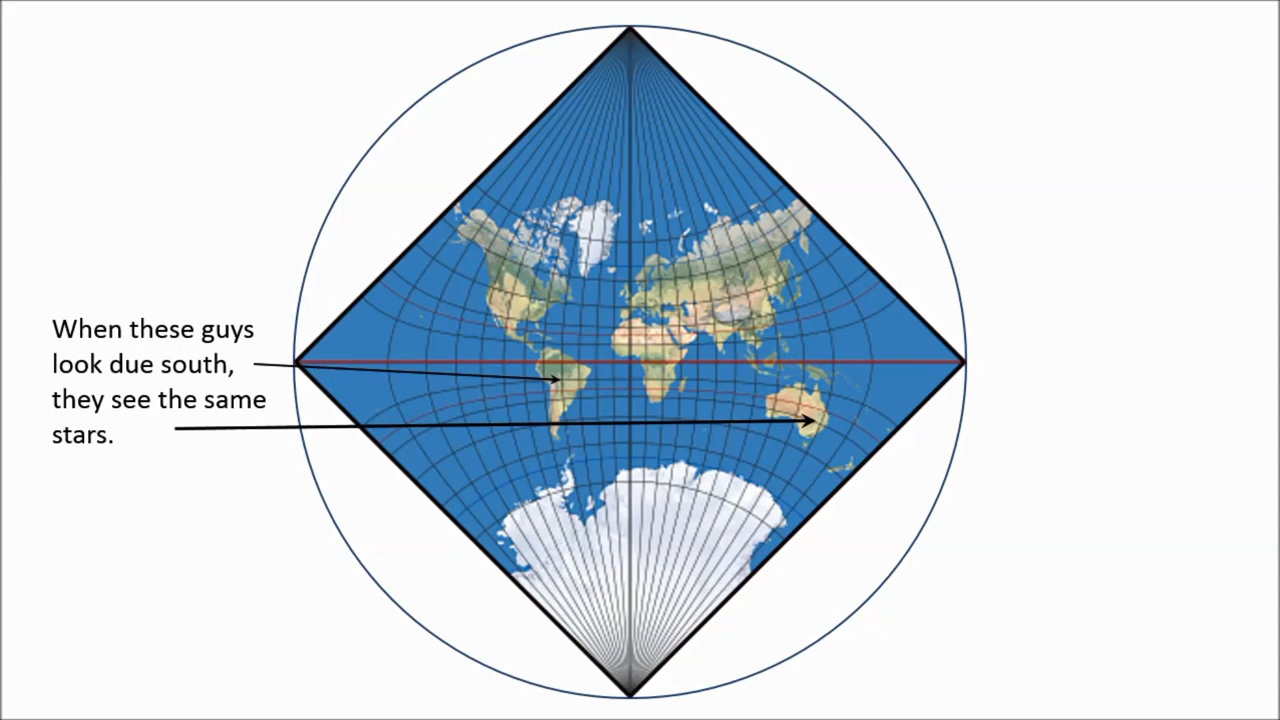 When these guys
look due south,
they see the same
stars.